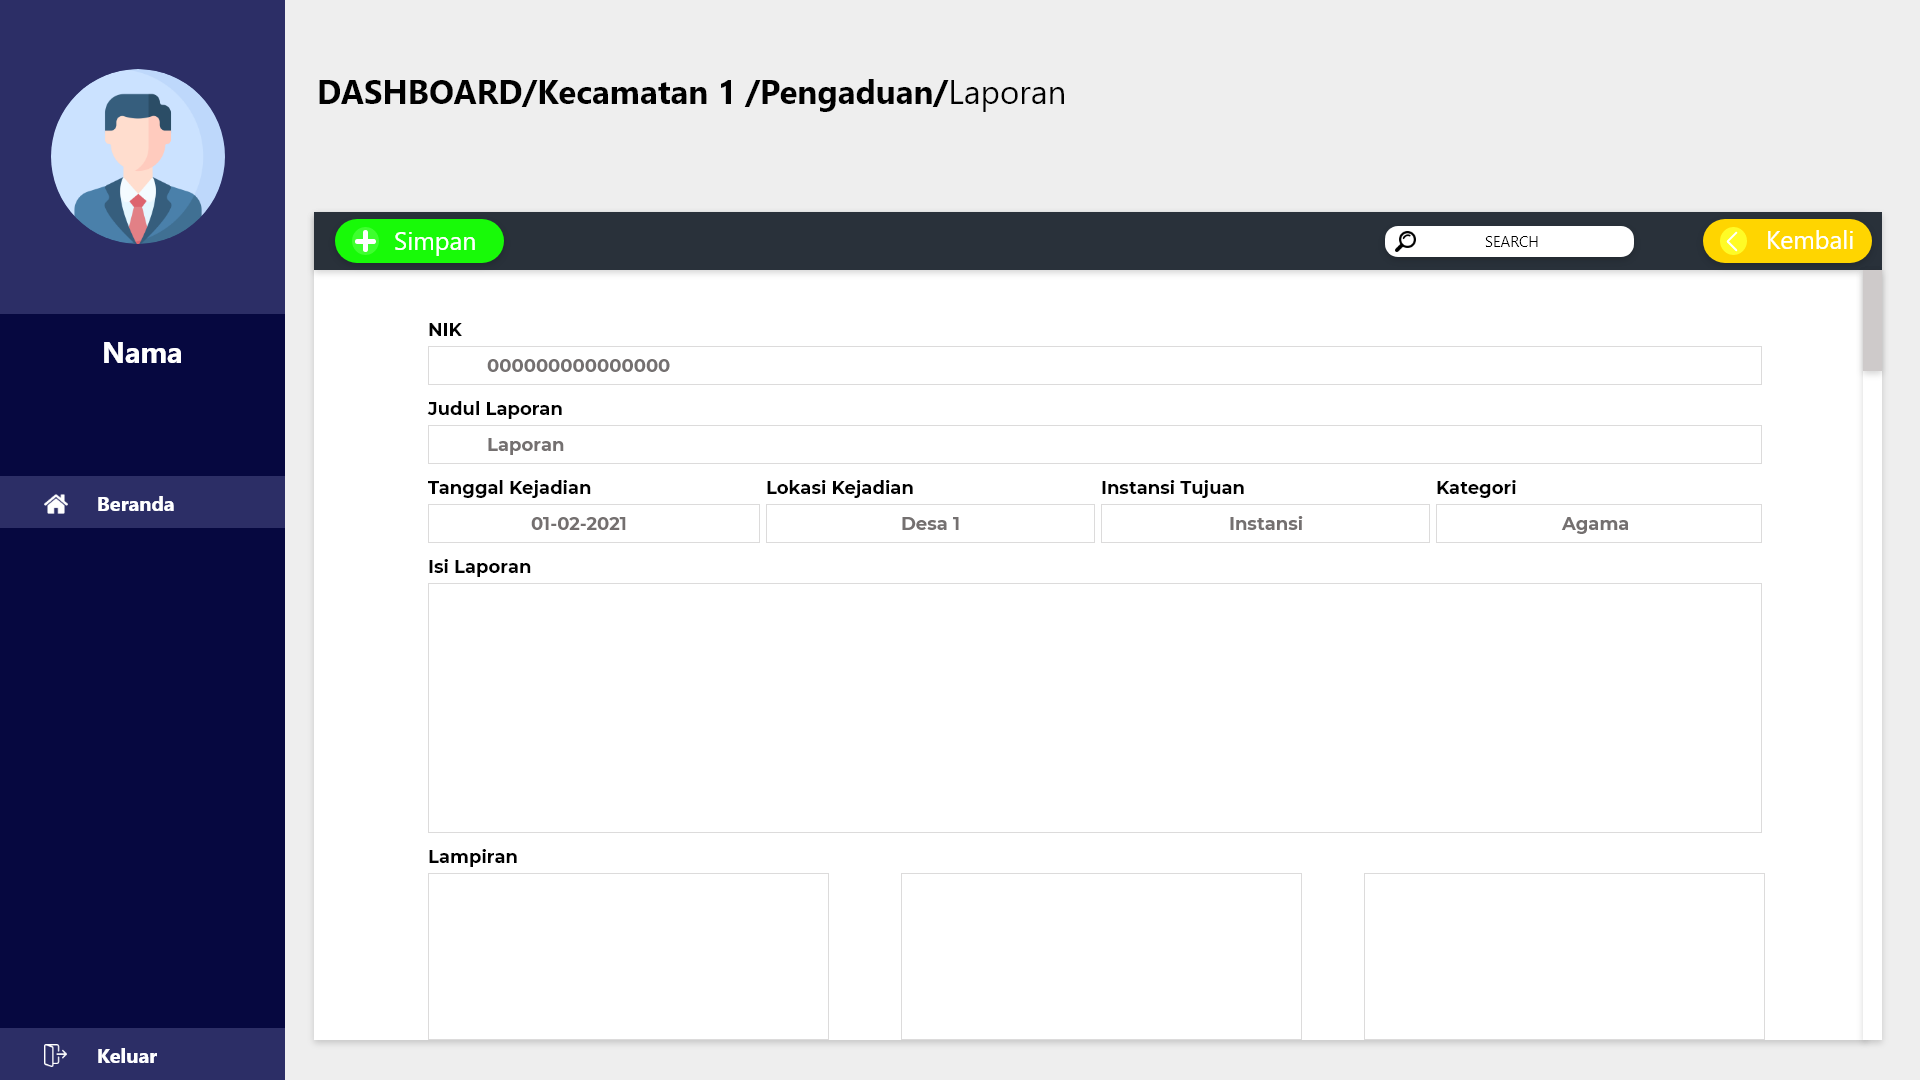 DASHBOARD/Kecamatan 1 /Pengaduan/Laporan
Nama
Beranda
Keluar
Simpan
SEARCH
Kembali
NIK
000000000000000
Judul Laporan
Laporan
Tanggal Kejadian
Lokasi Kejadian
Instansi Tujuan
Kategori
01-02-2021
Desa 1
Instansi
Agama
Isi Laporan
Lampiran